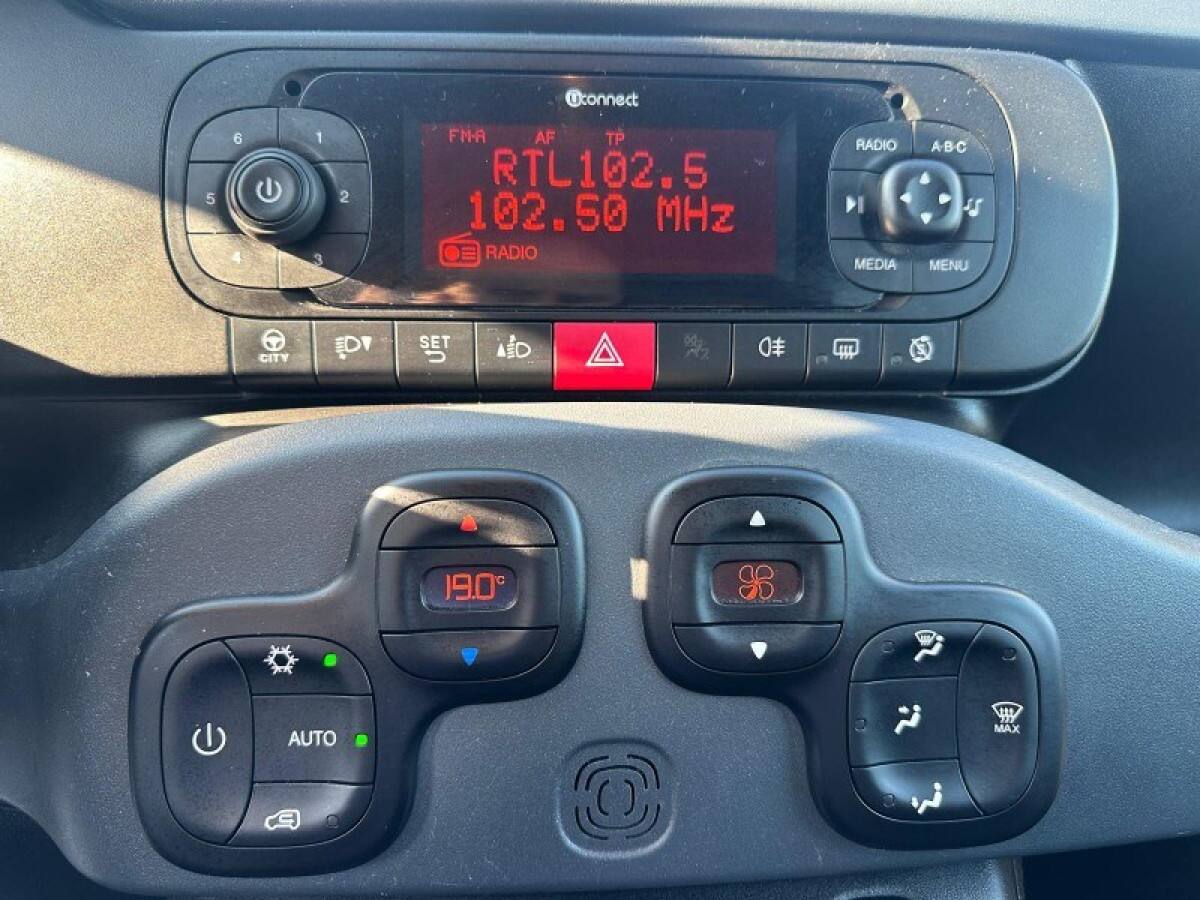 Uconnect
6 1
5 2
4 3
FM-A AF TP
RTL102.5
102.50 MHz
RADIO
RADIO A·B·C
MEDIA MENU
CITY SET
19.0°C
AUTO
MAX